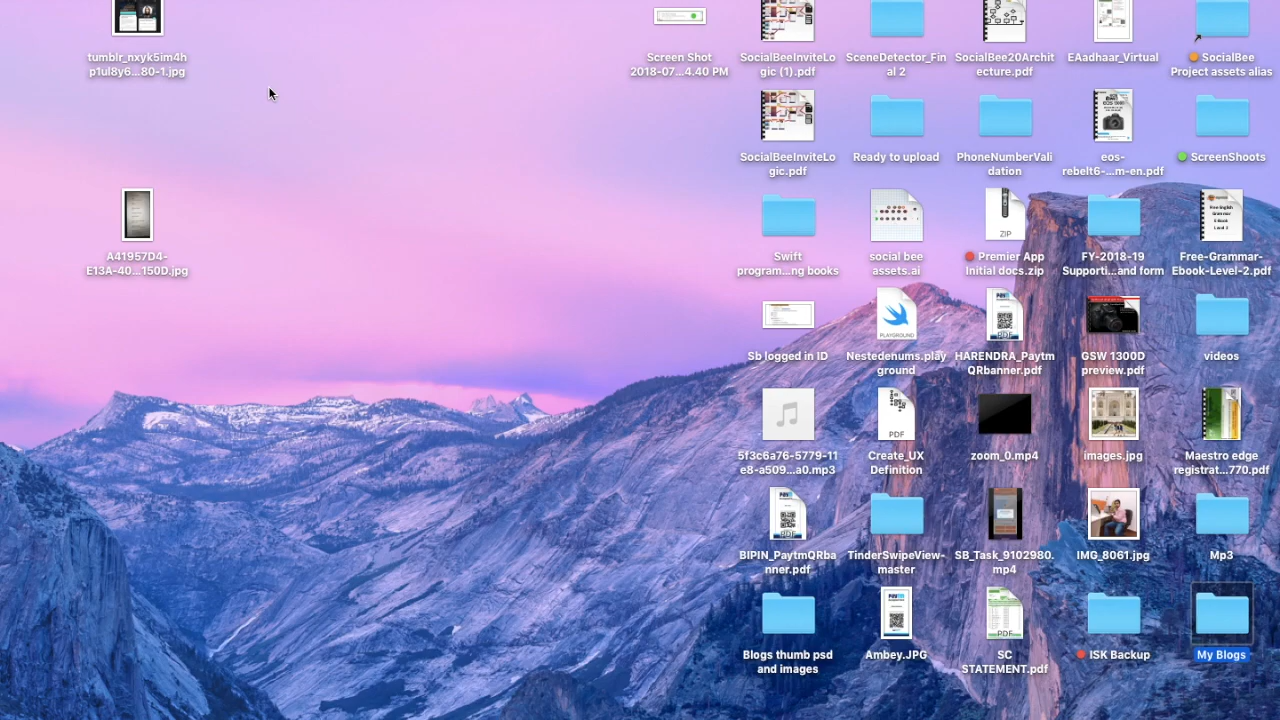 tumblr_nxyk5im4h
p1ul8y6...80-1.jpg
Screen Shot
2018-07...4.40 PM
SocialBeeInviteLo
gic (1).pdf
SceneDetector_Fin
al 2
SocialBee20Archit
ecture.pdf
EAadhaar_Virtual
SocialBee
Project assets alias
SocialBeeInviteLo
gic.pdf
Ready to upload
PhoneNumberVali
dation
eos-
rebelt6-...m-en.pdf
ScreenShoots
A41957D4-
E13A-40...150D.jpg
Swift
program...ng books
social bee
assets.ai
ZIP
Premier App
Initial docs.zip
FY-2018-19
Supporti...and form
Free-Grammar-
Ebook-Level-2.pdf
Sb logged in ID
PLAYGROUND
Nestedenums.play
ground
PDF
HARENDRA_Paytm
QRbanner.pdf
GSW 1300D
preview.pdf
videos
5f3c6a76-5779-11
e8-a509...a0.mp3
PDF
Create_UX
Definition
zoom_0.mp4
images.jpg
Maestro edge
registrat...770.pdf
PDF
BIPIN_PaytmQRba
nner.pdf
TinderSwipeView-
master
SB_Task_9102980.
mp4
IMG_8061.jpg
Mp3
Blogs thumb psd
and images
Ambey.JPG
PDF
SC
STATEMENT.pdf
ISK Backup
My Blogs